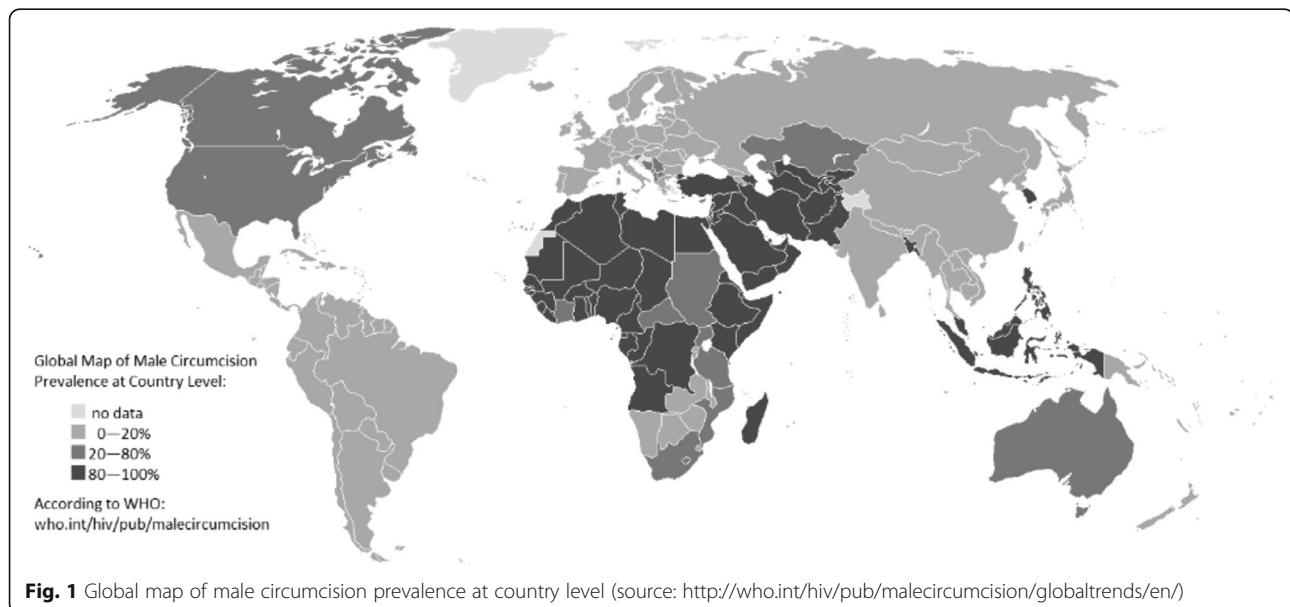 Global Map of Male Circumcision
Prevalence at Country Level:
no data
0—20%
20—80%
80—100%
According to WHO:
who.int/hiv/pub/malecircumcision
Fig. 1 Global map of male circumcision prevalence at country level (source: http://who.int/hiv/pub/malecircumcision/globaltrends/en/)